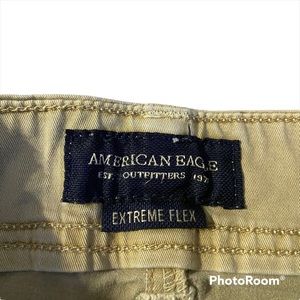 AMERICAN EAGLE
EST. OUTFITTERS 197
EXTREME FLEX
PhotoRoom